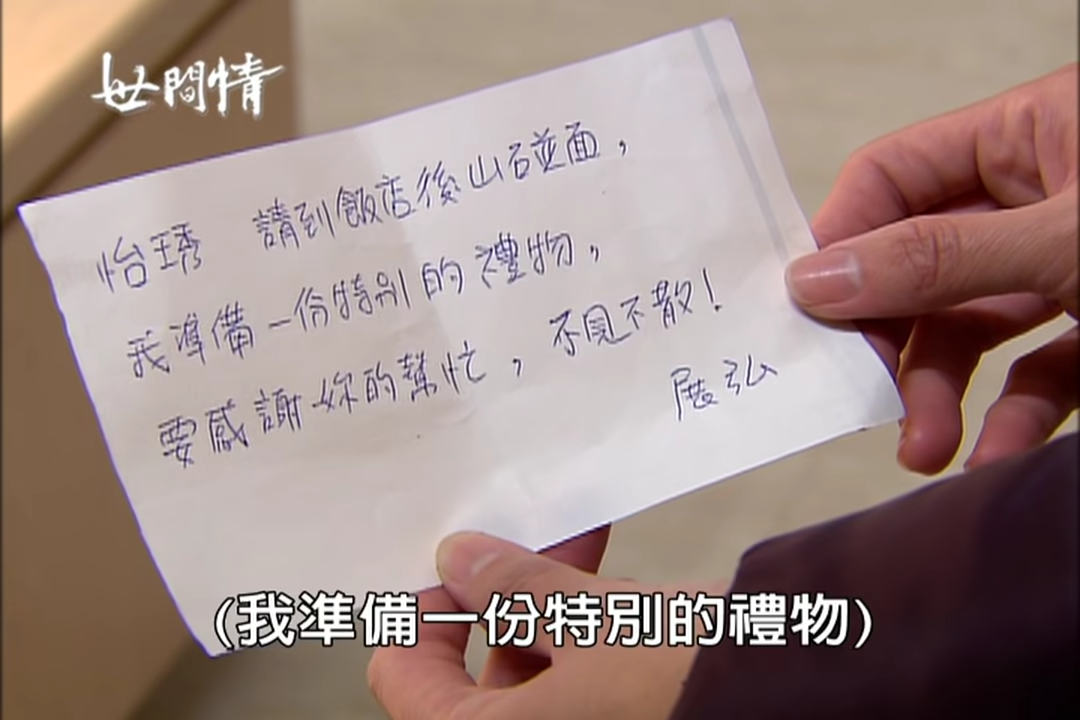 世間情
怡琇 請到飯店後山碰面，
我準備一份特別的禮物，
要感謝妳的幫忙，不見不散！
展弘
(我準備一份特別的禮物)